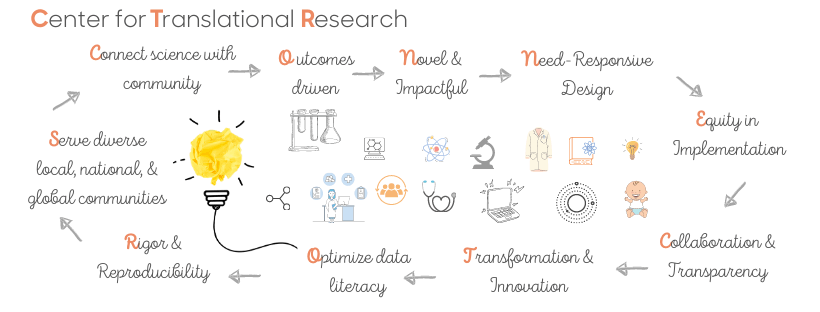 Center for Translational Research
Connect science with
community
Outcomes
driven
Novel &
Impactful
Need-Responsive
Design
Equity in
Implementation
Collaboration &
Transparency
Transformation &
Innovation
Optimize data
literacy
Rigor &
Reproducibility
Serve diverse
local, national, &
global communities